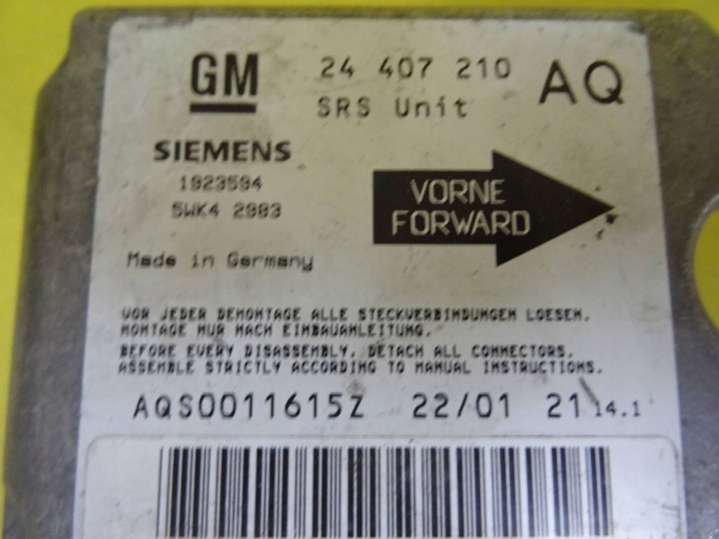 GM 24 407 210 AQ
SRS Unit
SIEMENS
1923594
5WK4 2983
VORNE
FORWARD
Made in Germany
VOR JEDER DEMONTAGE ALLE STECKVERBINDUNGEN LOESEN.
MONTAGE NUR NACH EINBAUANLEITUNG.
BEFORE EVERY DISASSEMBLY, DETACH ALL CONNECTORS.
ASSEMBLE STRICTLY ACCORDING TO MANUAL INSTRUCTIONS.
AQS0011615Z 22/01 21 14.1